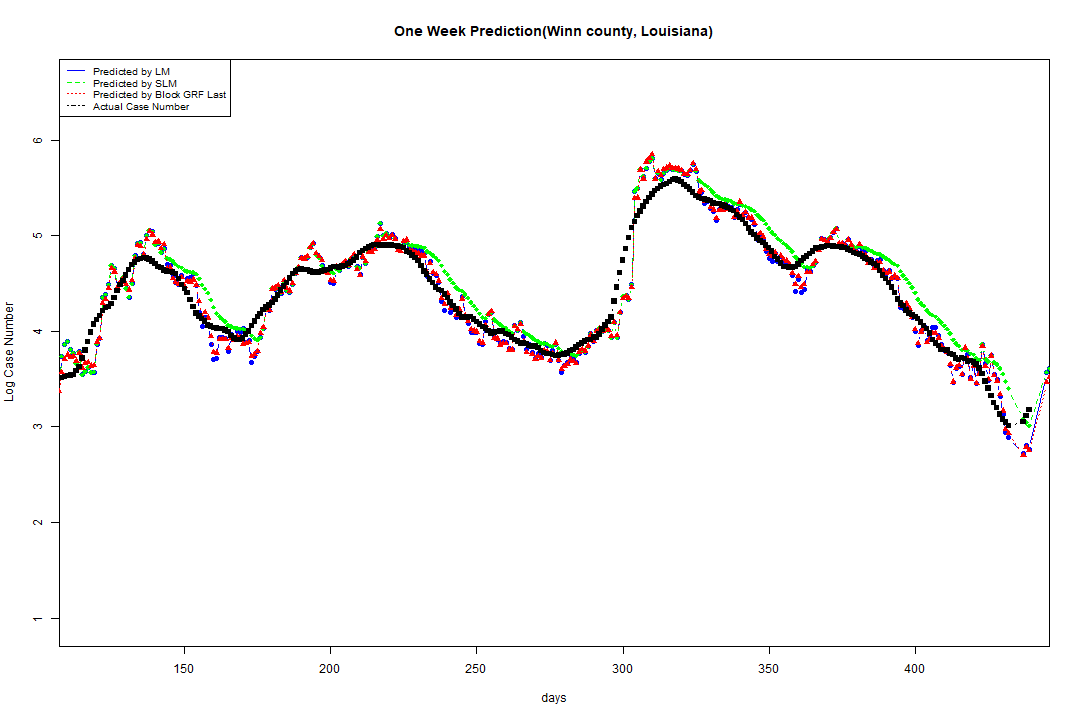 One Week Prediction(Winn county, Louisiana)
Predicted by LM
Predicted by SLM
Predicted by Block GRF Last
Actual Case Number
Log Case Number
6
5
4
3
2
1
150 200 250 300 350 400
days